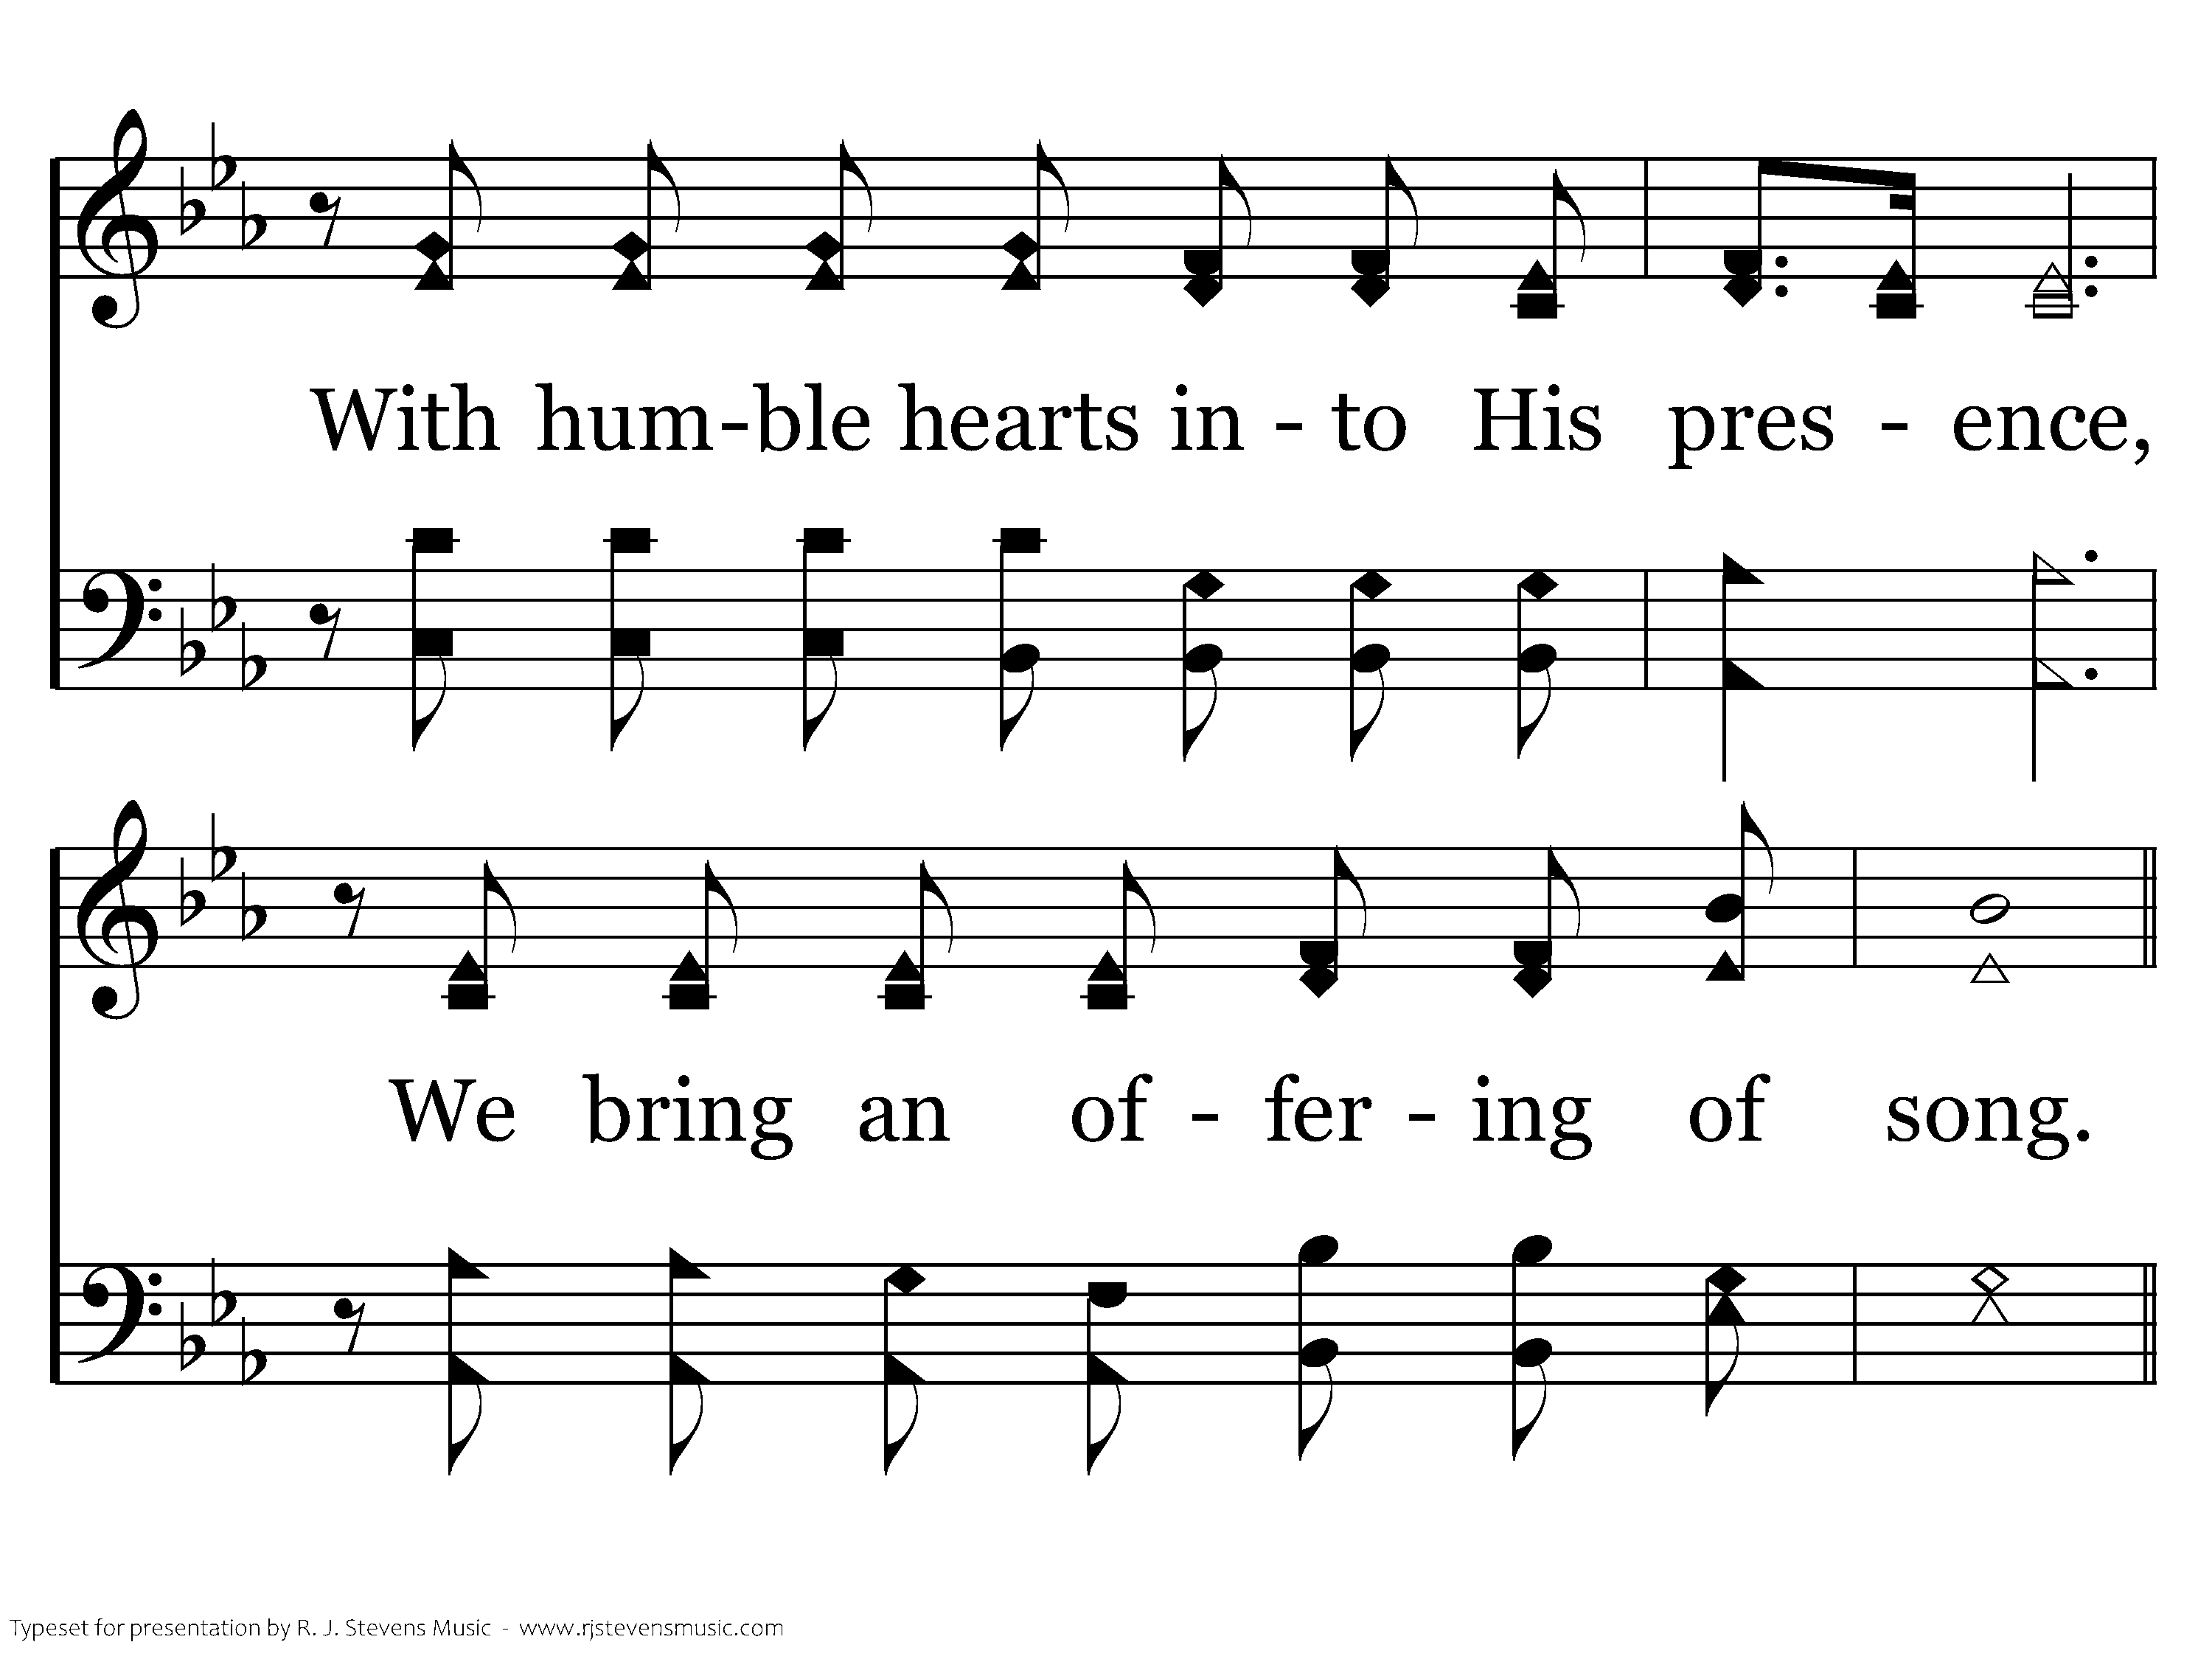 With hum-ble hearts in - to His pres - ence,
We bring an of - fer - ing of song.
Typeset for presentation by R. J. Stevens Music - www.rjstevensmusic.com